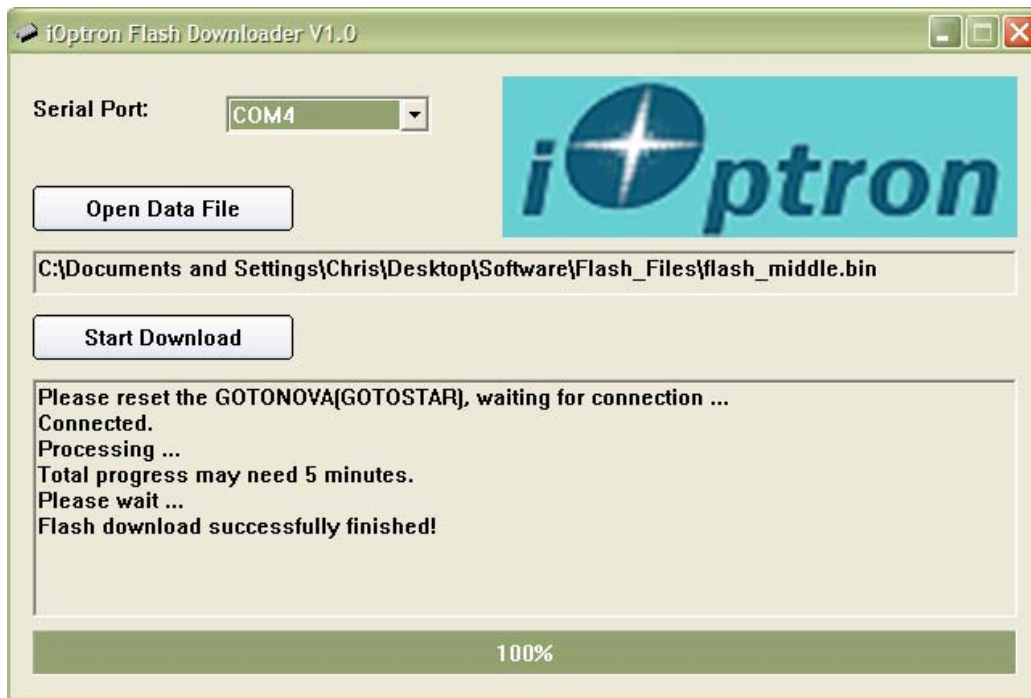 iOptron Flash Downloader V1.0
Serial Port:
COM4
iOptron
Open Data File
C:\Documents and Settings\Chris\Desktop\Software\Flash_Files\flash_middle.bin
Start Download
Please reset the GOTONOVA(GOTOSTAR), waiting for connection ...
Connected.
Processing ...
Total progress may need 5 minutes.
Please wait ...
Flash download successfully finished!
100%